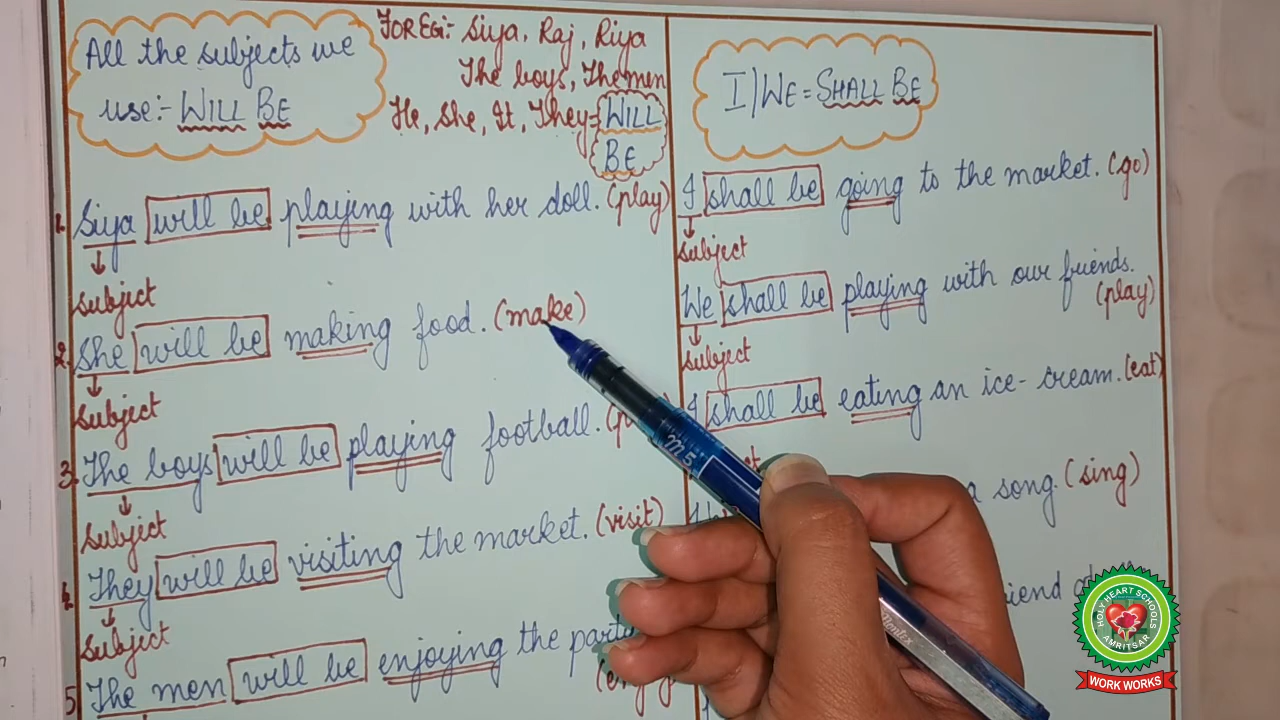 All the subjects we
use:- WILL BE
FOR EG:- Siya, Raj, Riya
The boys, The men
He, She, It, They= WILL
BE
1. Siya will be playing with her doll. (play)
Subject
2. She will be making food. (make)
Subject
3. The boys will be playing football.
Subject
4. They will be visiting the market. (visit)
Subject
5. The men will be enjoying the party
I/WE = SHALL BE
I shall be going to the market. (go)
Subject
We shall be playing with our friends.
(play)
Subject
I shall be eating an ice-cream. (eat)
a song. (sing)
m5
HOLY HEART SCHOOLS
AMRITSAR
WORK WORKS